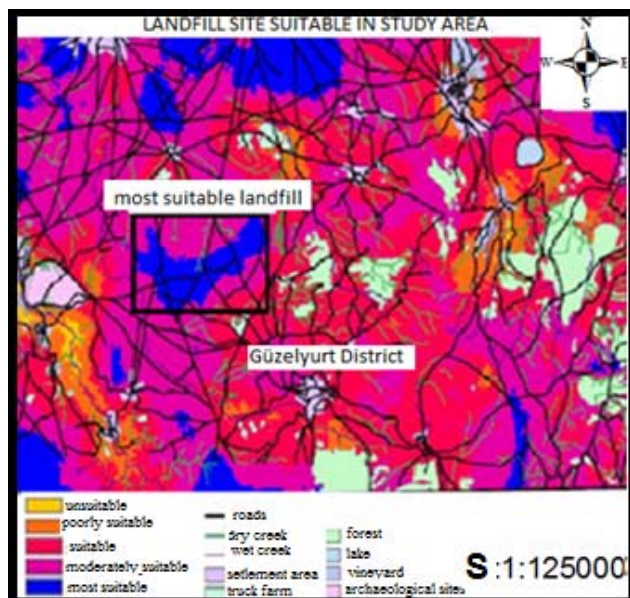 LANDFILL SITE SUITABLE IN STUDY AREA
N
W E
S
most suitable landfill
Güzelyurt District
unsuitable
poorly suitable
suitable
moderately suitable
most suitable
roads
dry creek
wet creek
setlement area
truck farm
forest
lake
vineyard
archaeological sites
S :1:125000